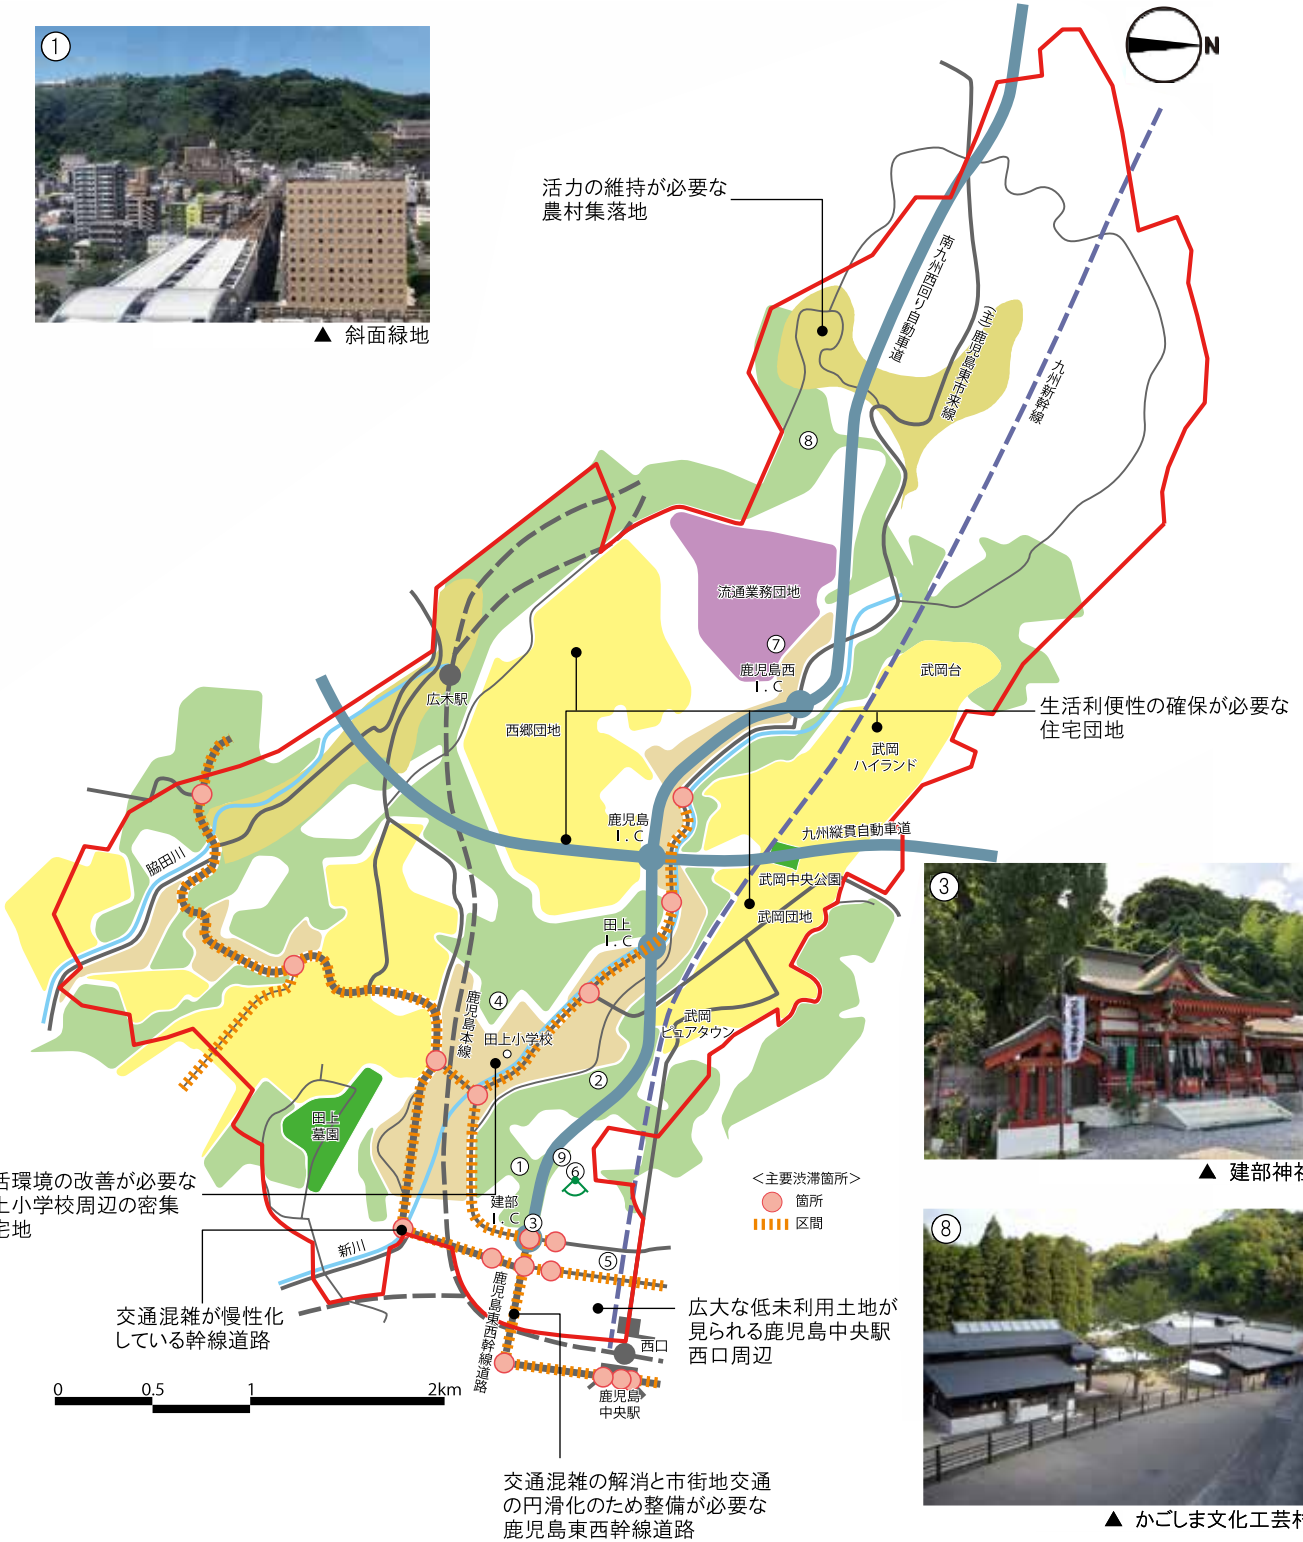 ①
▲ 斜面緑地
N
活力の維持が必要な
農村集落地
南九州西回り自動車道
(主)鹿児島東市来線
九州新幹線
⑧
流通業務団地
⑦
鹿児島西
I.C
武岡台
広木駅
西郷団地
生活利便性の確保が必要な
住宅団地
武岡
ハイランド
鹿児島
I.C
九州縦貫自動車道
脇田川
武岡中央公園
武岡団地
田上
I.C
③
▲ 建部神社
④
鹿児島本線
田上小学校
武岡
ピュアタウン
②
田上
墓園
①
⑨
⑥
活環境の改善が必要な
上小学校周辺の密集
宅地
建部
I.C
③
<主要渋滞箇所>
箇所
区間
⑧
▲ かごしま文化工芸村
新川
⑤
交通混雑が慢性化
している幹線道路
鹿児島東西幹線道路
広大な低未利用土地が
見られる鹿児島中央駅
西口周辺
西口
鹿児島
中央駅
0 0.5 1 2km
交通混雑の解消と市街地交通
の円滑化のため整備が必要な
鹿児島東西幹線道路